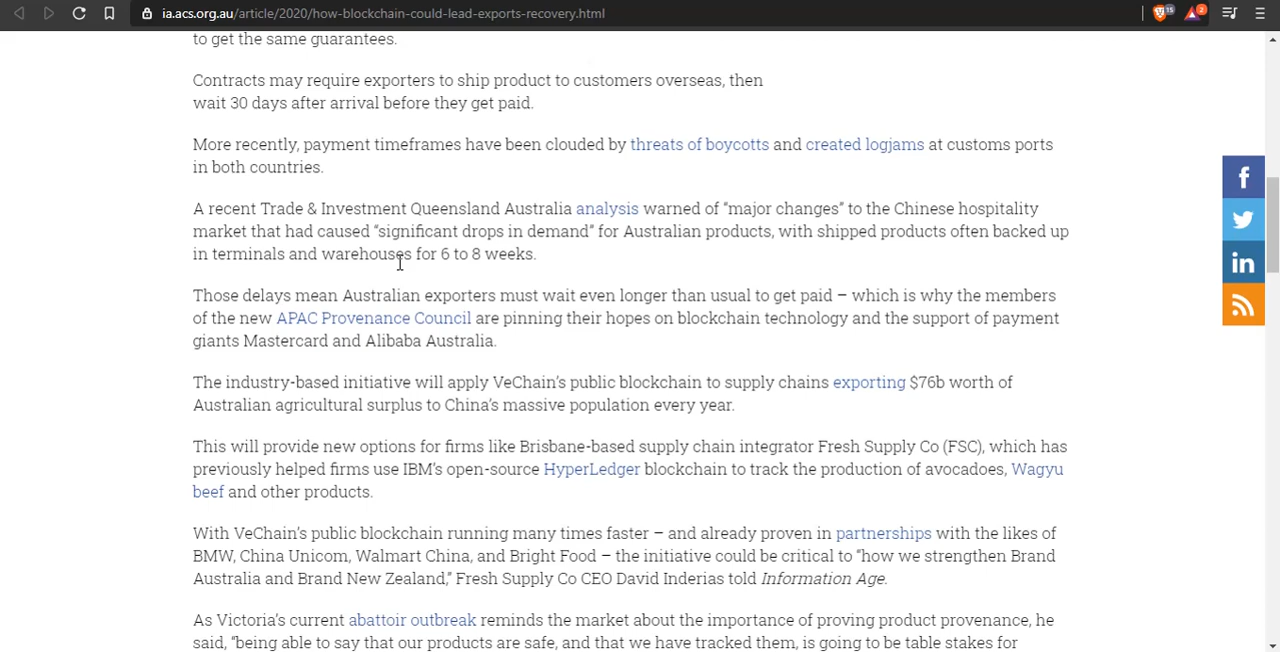 ia.acs.org.au/article/2020/how-blockchain-could-lead-exports-recovery.html
15
2
to get the same guarantees.
Contracts may require exporters to ship product to customers overseas, then
wait 30 days after arrival before they get paid.
More recently, payment timeframes have been clouded by threats of boycotts and created logjams at customs ports
in both countries.
A recent Trade & Investment Queensland Australia analysis warned of “major changes” to the Chinese hospitality
market that had caused “significant drops in demand” for Australian products, with shipped products often backed up
in terminals and warehouses for 6 to 8 weeks.
Those delays mean Australian exporters must wait even longer than usual to get paid – which is why the members
of the new APAC Provenance Council are pinning their hopes on blockchain technology and the support of payment
giants Mastercard and Alibaba Australia.
The industry-based initiative will apply VeChain’s public blockchain to supply chains exporting $76b worth of
Australian agricultural surplus to China’s massive population every year.
This will provide new options for firms like Brisbane-based supply chain integrator Fresh Supply Co (FSC), which has
previously helped firms use IBM’s open-source HyperLedger blockchain to track the production of avocadoes, Wagyu
beef and other products.
With VeChain’s public blockchain running many times faster – and already proven in partnerships with the likes of
BMW, China Unicom, Walmart China, and Bright Food – the initiative could be critical to “how we strengthen Brand
Australia and Brand New Zealand,” Fresh Supply Co CEO David Inderias told Information Age.
As Victoria’s current abattoir outbreak reminds the market about the importance of proving product provenance, he
said, “being able to say that our products are safe, and that we have tracked them, is going to be table stakes for
f
in